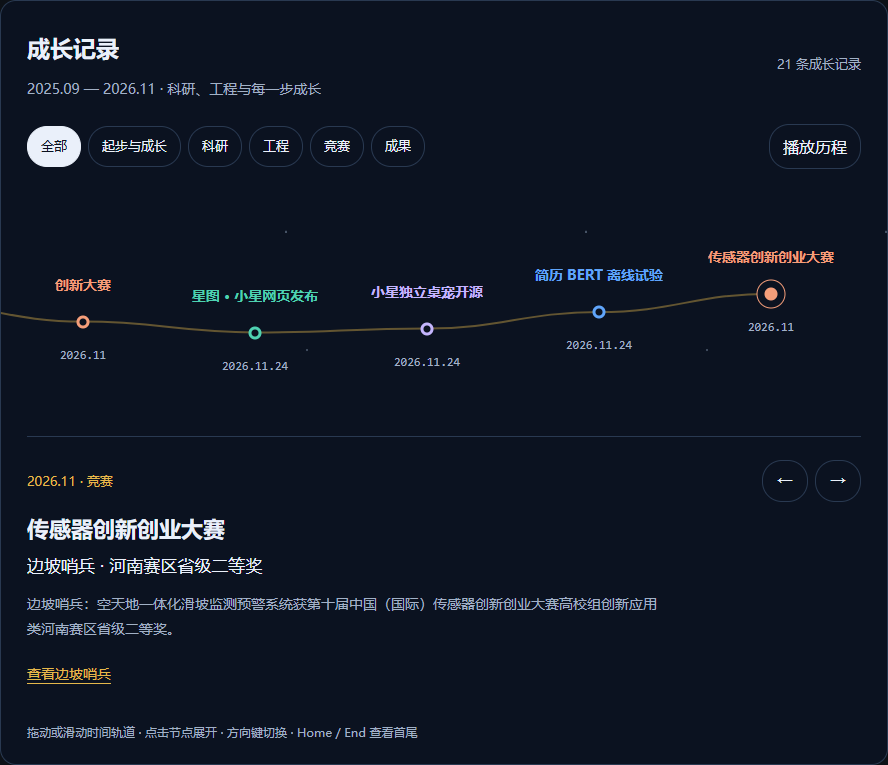 成长记录
2025.09 — 2026.11 · 科研、工程与每一步成长
21 条成长记录
全部 起步与成长 科研 工程 竞赛 成果 播放历程
创新大赛
2026.11
星图 • 小星网页发布
2026.11.24
小星独立桌宠开源
2026.11.24
简历 BERT 离线试验
2026.11.24
传感器创新创业大赛
2026.11
2026.11 · 竞赛
← →
传感器创新创业大赛
边坡哨兵 · 河南赛区省级二等奖
边坡哨兵：空天地一体化滑坡监测预警系统获第十届中国（国际）传感器创新创业大赛高校组创新应用
类河南赛区省级二等奖。
查看边坡哨兵
拖动或滑动时间轨道 · 点击节点展开 · 方向键切换 · Home / End 查看首尾